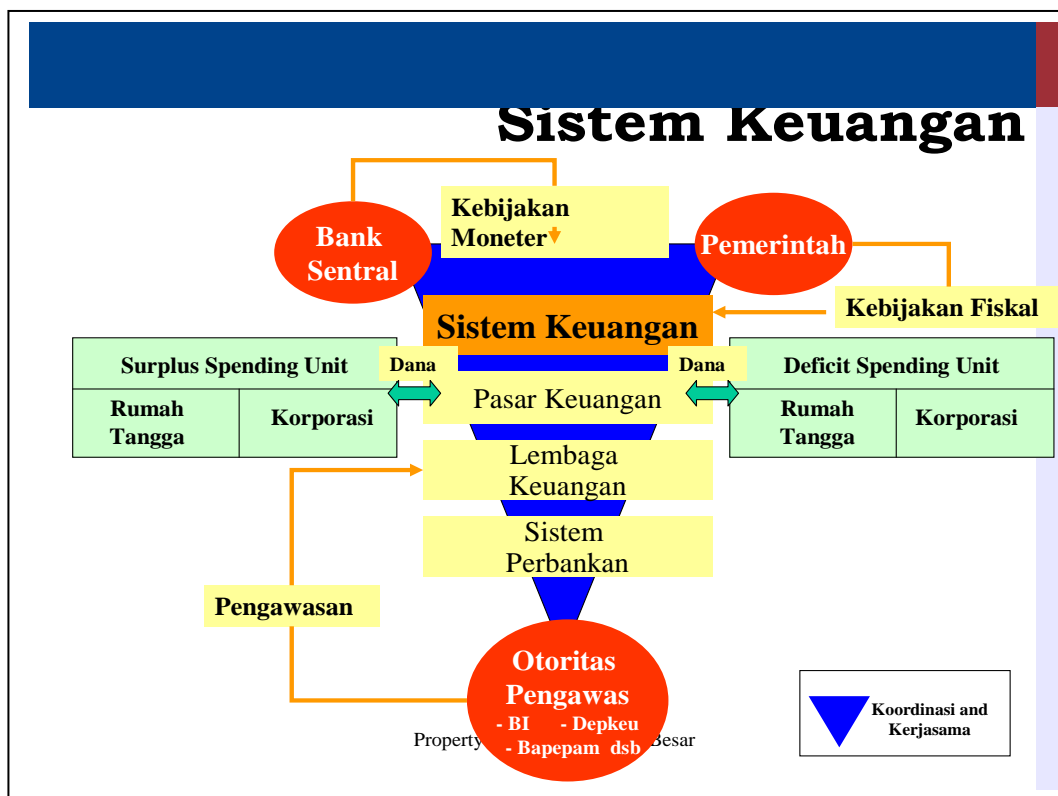 Sistem Keuangan
Kebijakan
Moneter
Bank
Sentral
Pemerintah
Kebijakan Fiskal
Sistem Keuangan
Surplus Spending Unit
Dana
Dana
Deficit Spending Unit
Rumah
Tangga
Korporasi
Pasar Keuangan
Rumah
Tangga
Korporasi
Lembaga
Keuangan
Sistem
Perbankan
Pengawasan
Otoritas
Pengawas
- BI - Depkeu
- Bapepam dsb
Property
Besar
Koordinasi and
Kerjasama